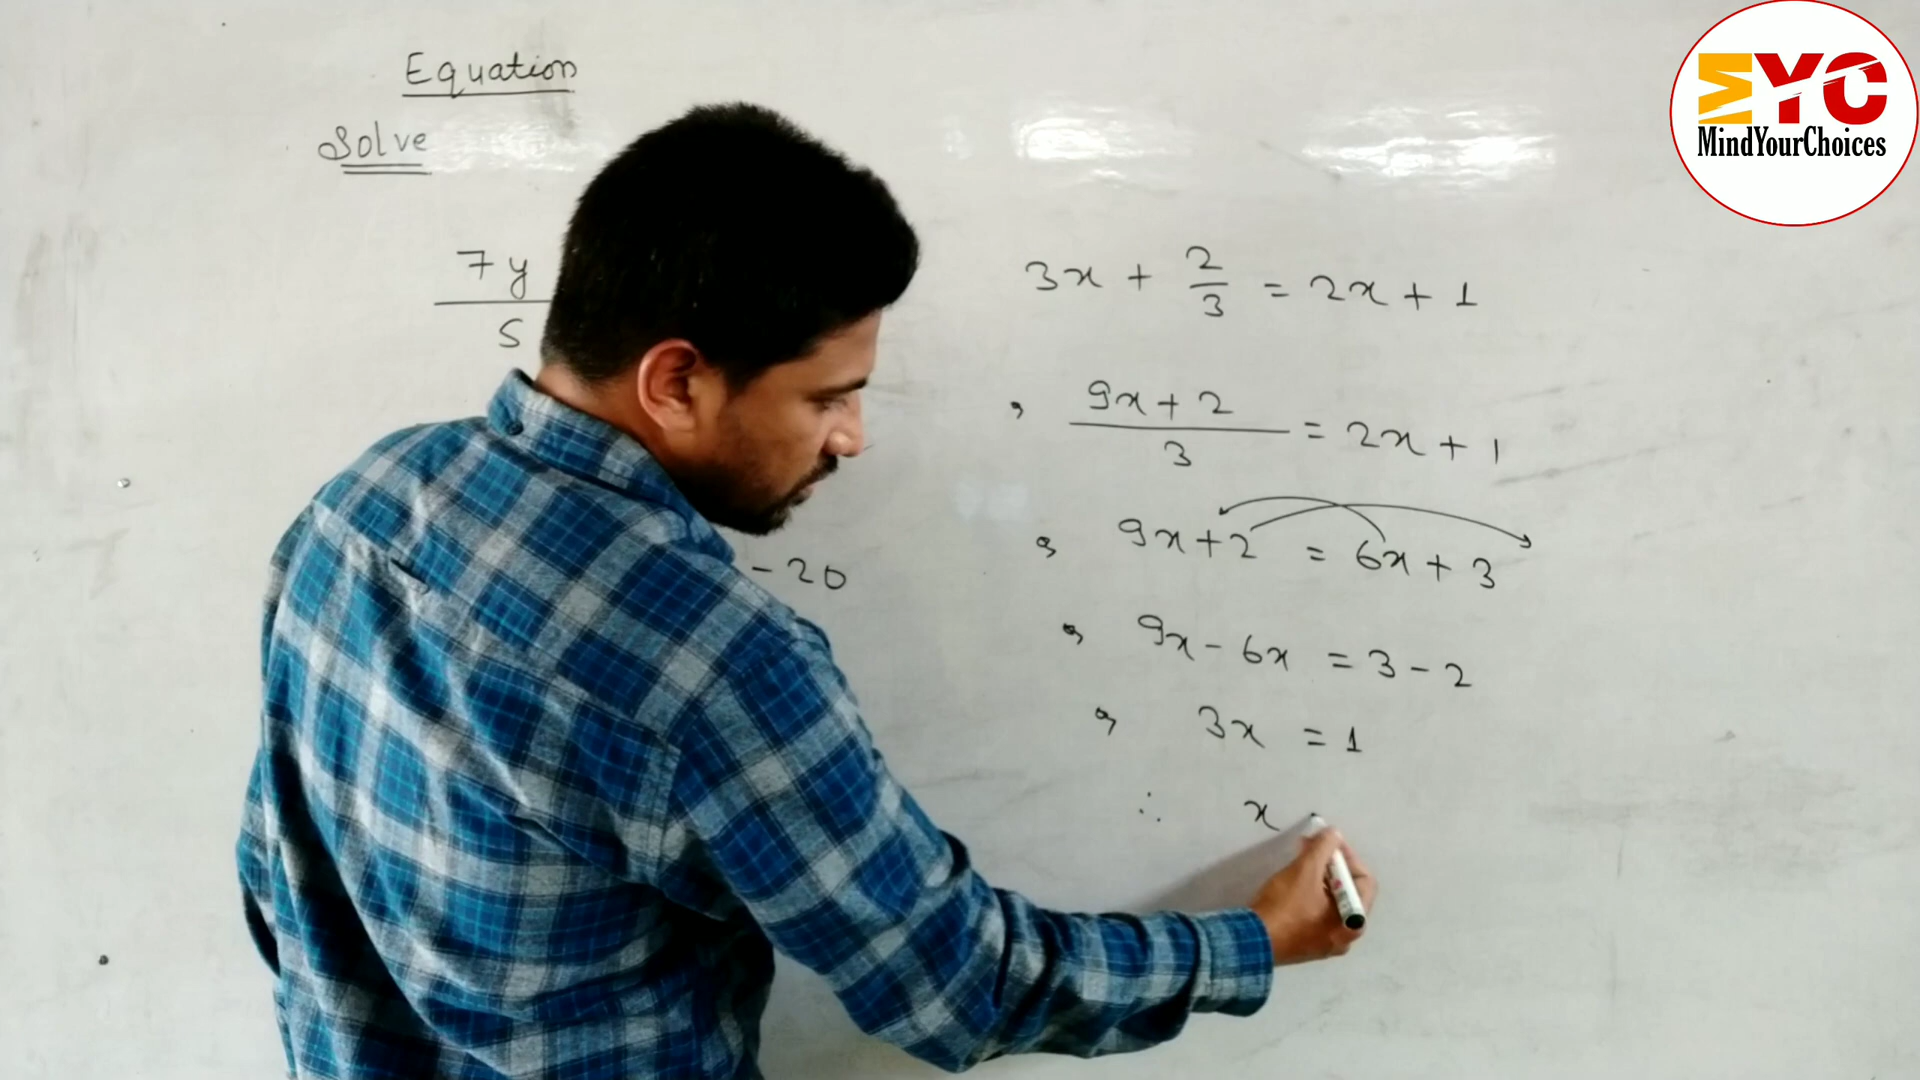 Equation
Solve
7y
5
- 20
3x + 2/3 = 2x + 1
, (9x + 2)/3 = 2x + 1
, 9x + 2 = 6x + 3
, 9x - 6x = 3 - 2
, 3x = 1
∴ x
MYC
MindYourChoices